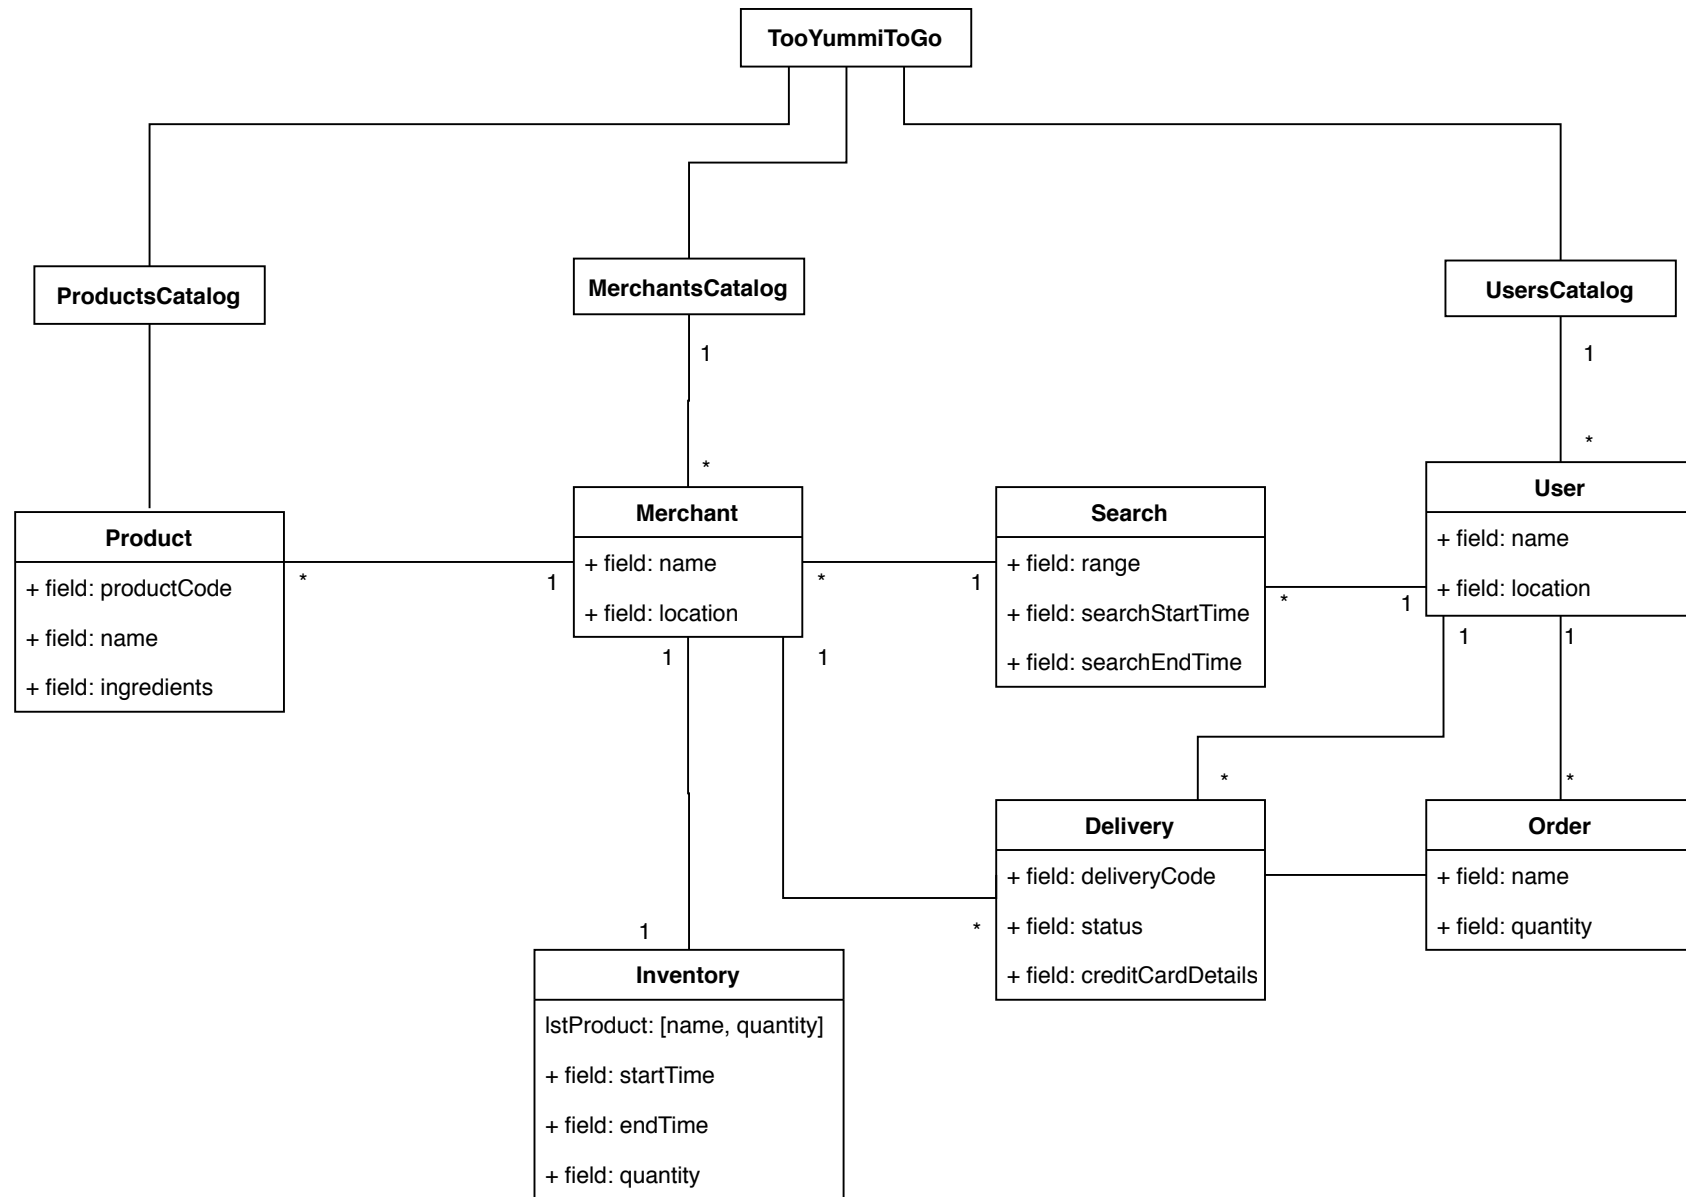 TooYummiToGo
ProductsCatalog
MerchantsCatalog
UsersCatalog
1
*
1
*
Product
+ field: productCode
+ field: name
+ field: ingredients
*
1
Merchant
+ field: name
+ field: location
*
1
Search
+ field: range
+ field: searchStartTime
+ field: searchEndTime
*
1
User
+ field: name
+ field: location
1
1
1
1
*
*
Delivery
+ field: deliveryCode
+ field: status
+ field: creditCardDetails
Order
+ field: name
+ field: quantity
1
*
Inventory
lstProduct: [name, quantity]
+ field: startTime
+ field: endTime
+ field: quantity